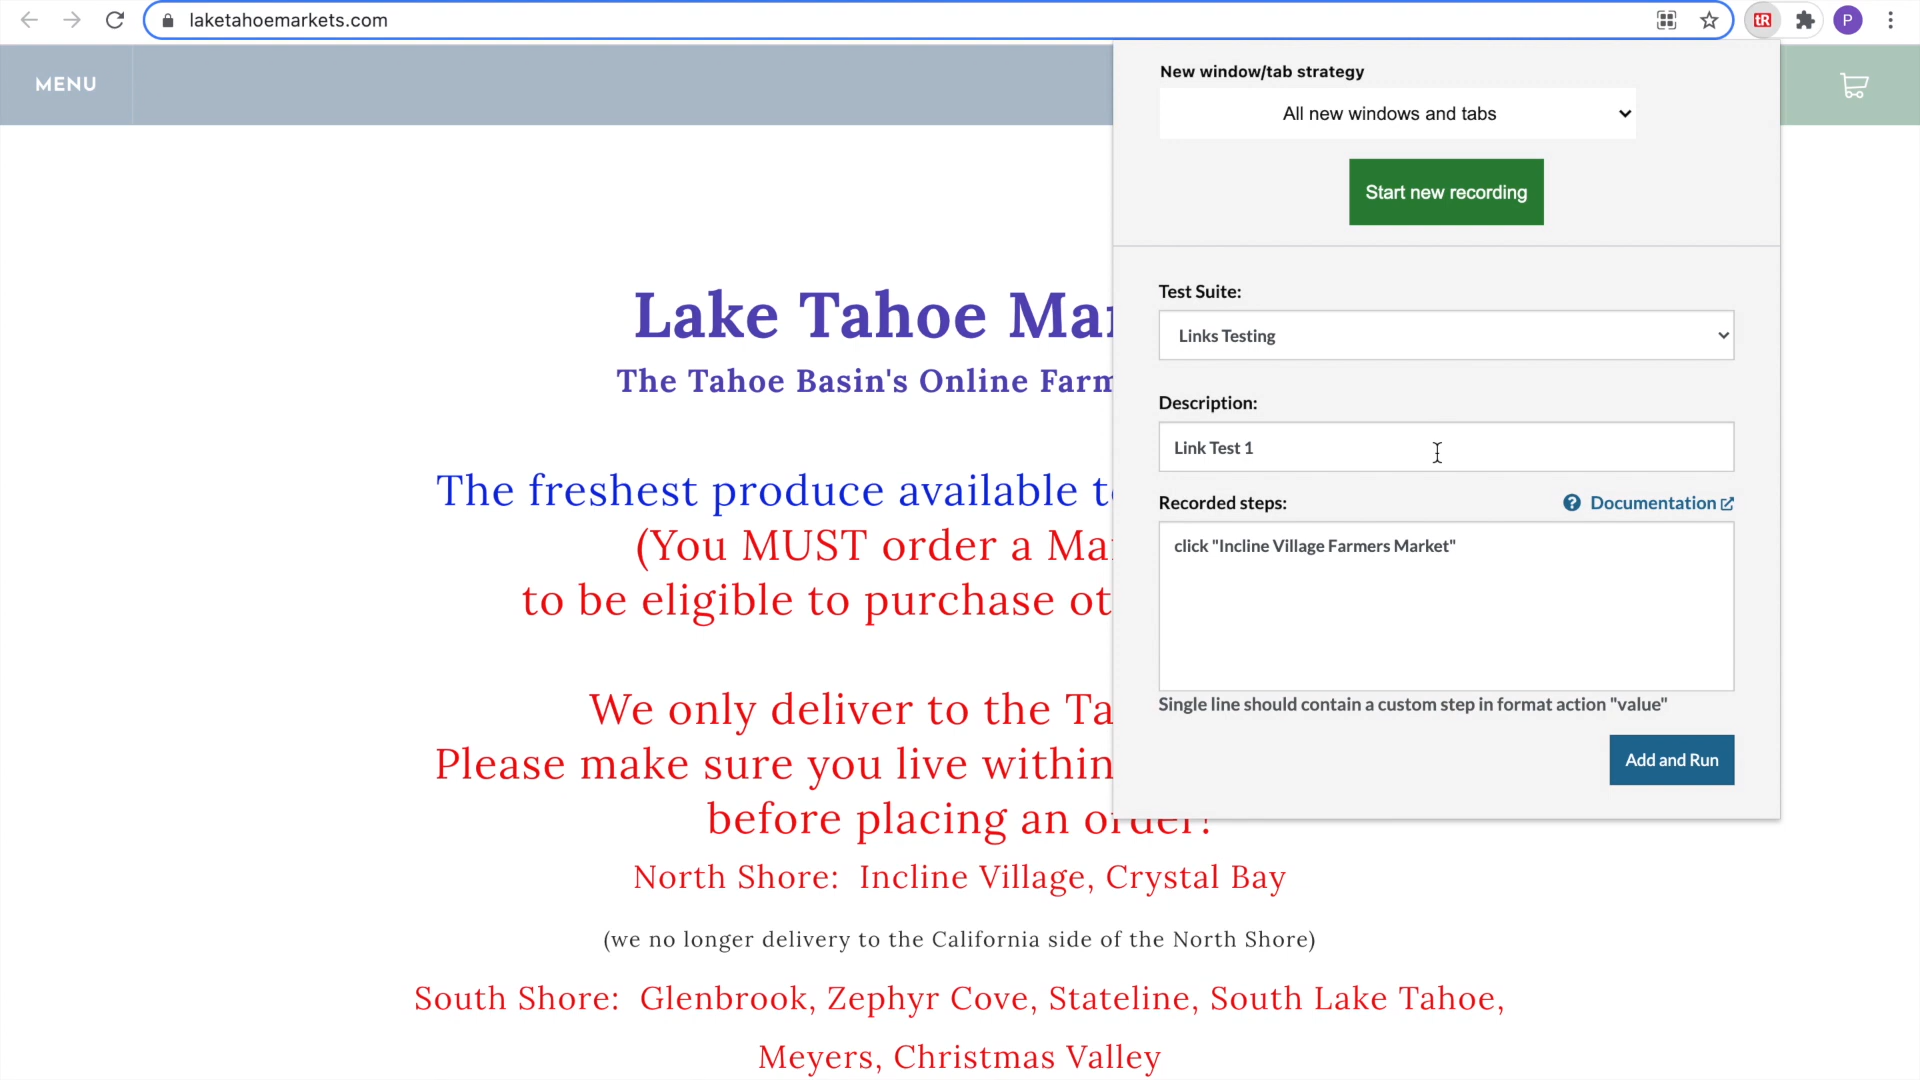 laketahoemarkets.com
tR
P
MENU
New window/tab strategy
All new windows and tabs
Start new recording
Test Suite:
Links Testing
Description:
Link Test 1
Recorded steps:
? Documentation
click "Incline Village Farmers Market"
Single line should contain a custom step in format action "value"
Add and Run
Lake Tahoe Mar
The Tahoe Basin's Online Farm
The freshest produce available to
(You MUST order a Mar
to be eligible to purchase ot
We only deliver to the Ta
Please make sure you live within
before placing an order!
North Shore: Incline Village, Crystal Bay
(we no longer delivery to the California side of the North Shore)
South Shore: Glenbrook, Zephyr Cove, Stateline, South Lake Tahoe,
Meyers, Christmas Valley